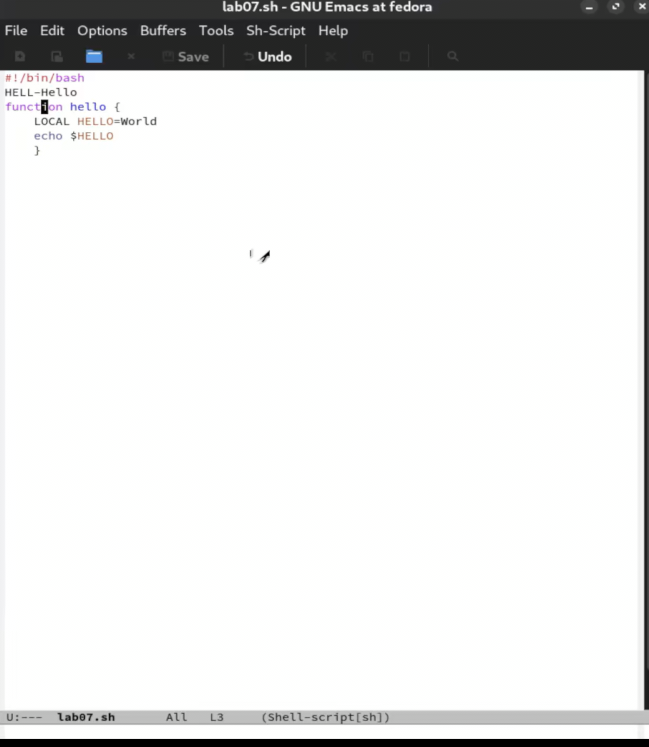 lab07.sh - GNU Emacs at fedora
File Edit Options Buffers Tools Sh-Script Help
Save Undo
#!/bin/bash
HELL-Hello
function hello {
    LOCAL HELLO=World
    echo $HELLO
    }
U:--- lab07.sh All L3 (Shell-script[sh])